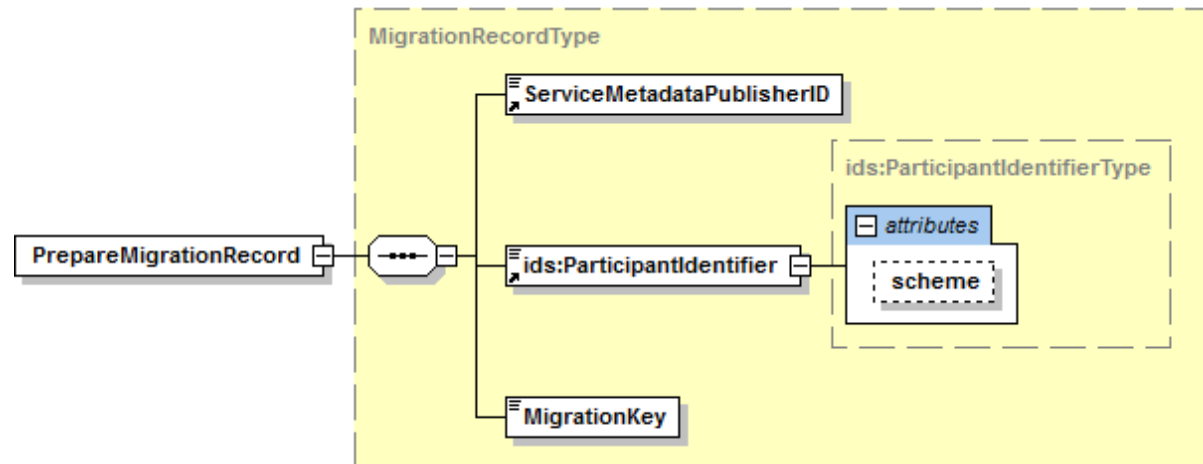 MigrationRecordType
ServiceMetadataPublisherID
ids:ParticipantIdentifierType
attributes
PrepareMigrationRecord
ids:ParticipantIdentifier
scheme
MigrationKey